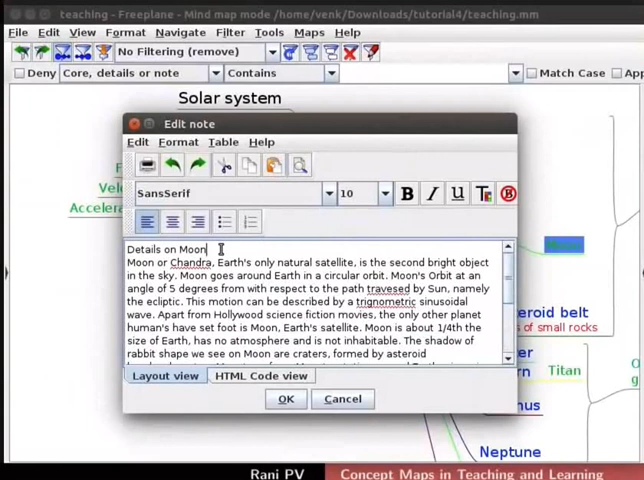 teaching - Freeplane - Mind map mode /home/venk/Downloads/tutorial4/teaching.mm
File Edit View Format Navigate Filter Tools Maps Help
No Filtering (remove)
Deny Core, details or note Contains Match Case App
Solar system
Edit note
Edit Format Table Help
SansSerif 10 B I U T B
F
Vel
Accelera
Details on Moon
Moon or Chandra, Earth's only natural satellite, is the second bright object
in the sky. Moon goes around Earth in a circular orbit. Moon's Orbit at an
angle of 5 degrees from with respect to the path travesed by Sun, namely
the ecliptic. This motion can be described by a trignometric sinusoidal
wave. Apart from Hollywood science fiction movies, the only other planet
human's have set foot is Moon, Earth's satellite. Moon is about 1/4th the
size of Earth, has no atmosphere and is not inhabitable. The shadow of
rabbit shape we see on Moon are craters, formed by asteroid
Layout view HTML Code view
OK Cancel
eroid belt
s of small rocks
er
rn Titan
nus
Neptune
O
g
Rani PV Concept Maps in Teaching and Learning